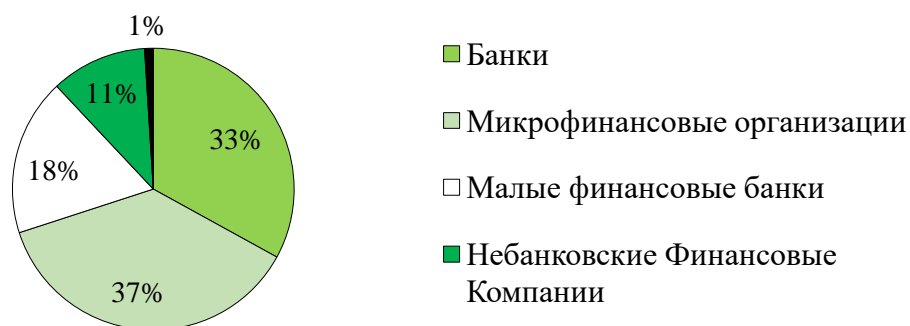 1%
11%
33%
18%
37%
Банки
Микрофинансовые организации
Малые финансовые банки
Небанковские Финансовые
Компании